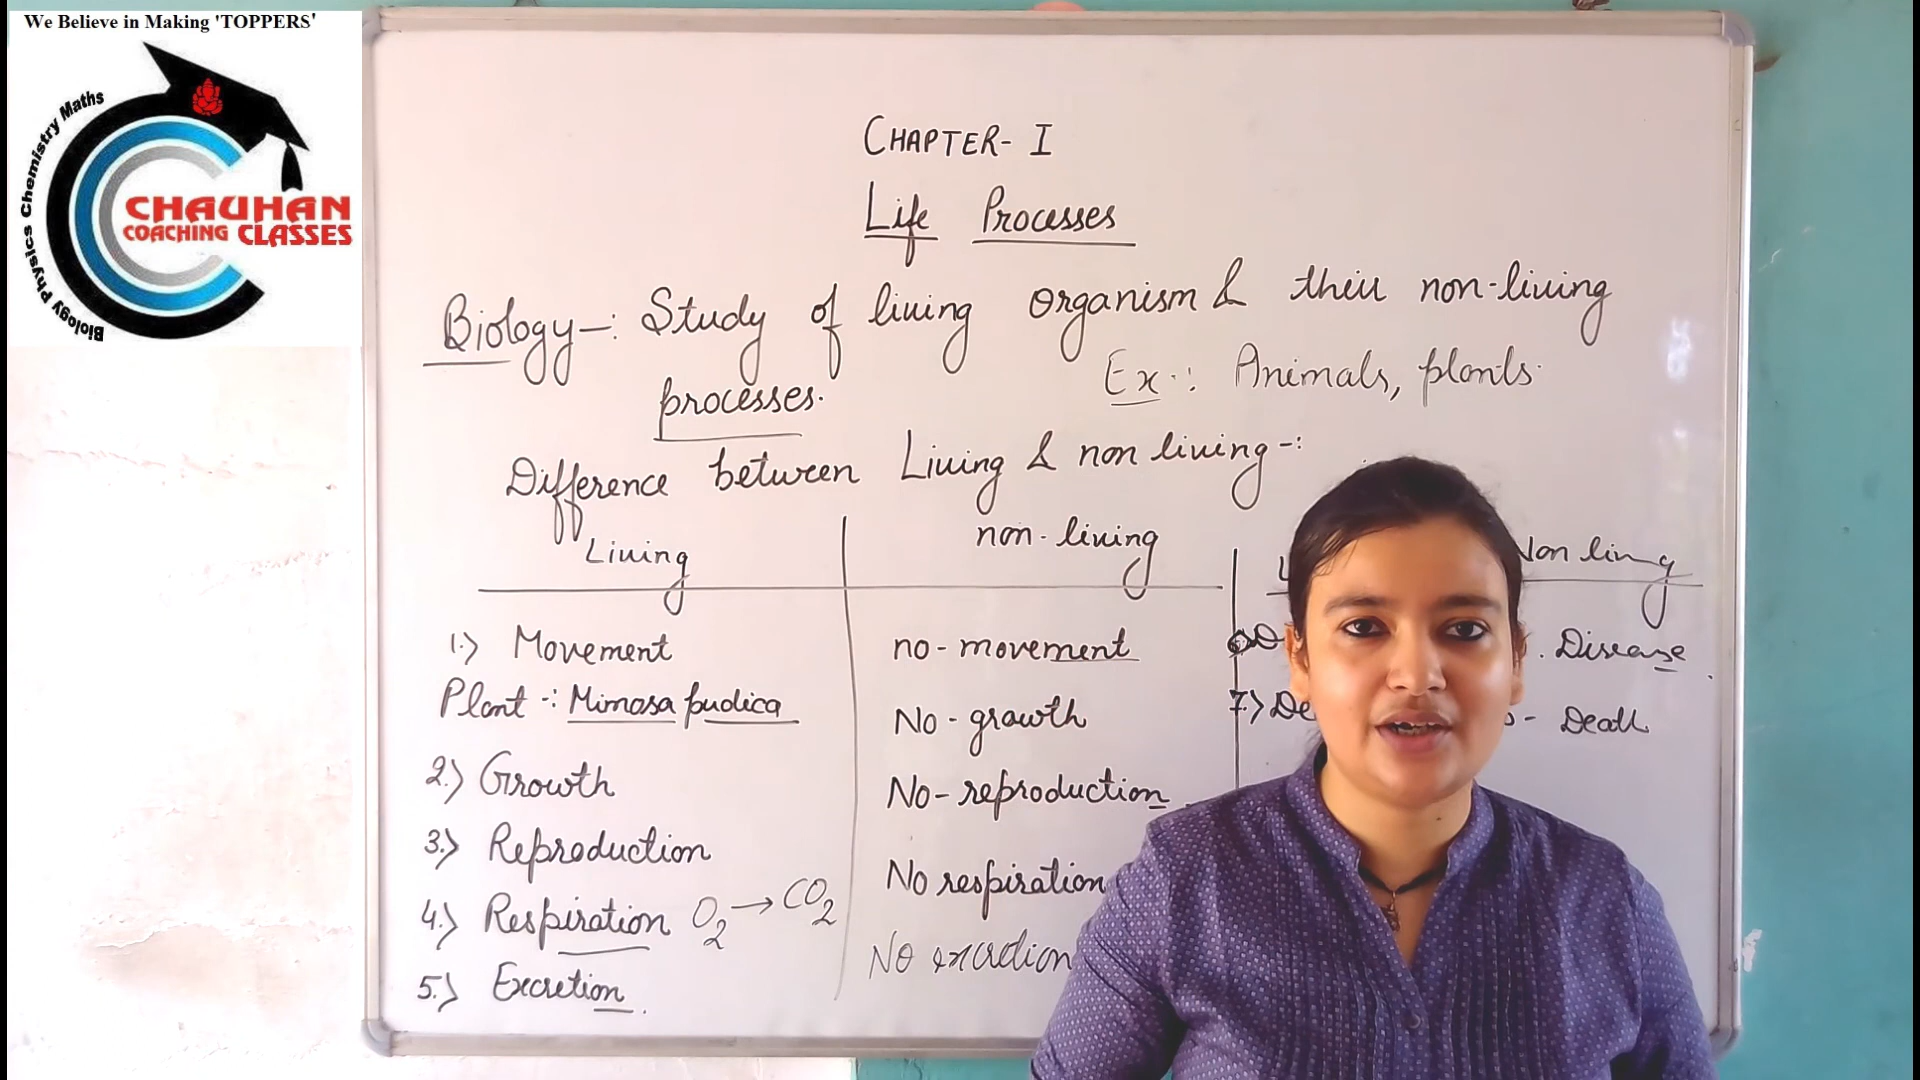 We Believe in Making 'TOPPERS'
Biology Physics Chemistry Maths
CHAUHAN
COACHING CLASSES
CHAPTER- I
Life Processes
Biology-: Study of living organism & their non-living
processes.
Ex.: Animals, plants.
Difference between Living & non living-:
Living
non-living
Non living
1.) Movement
no-movement
Disease
Plant -: Mimosa pudica
No-growth
7.)
Death
2.) Growth
No-reproduction
3.) Reproduction
No respiration
4.) Respiration O2 → CO2
No excretion
5.) Excretion.